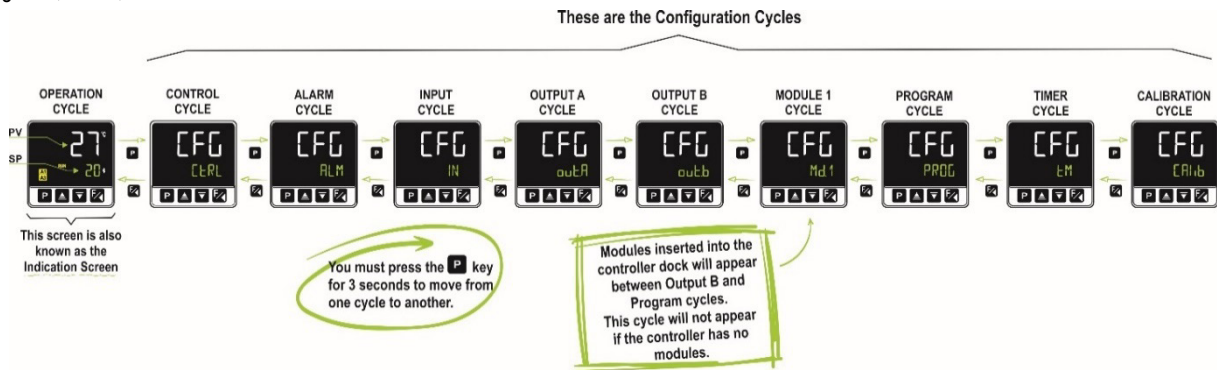 These are the Configuration Cycles
OPERATION
CYCLE
CONTROL
CYCLE
ALARM
CYCLE
INPUT
CYCLE
OUTPUT A
CYCLE
OUTPUT B
CYCLE
MODULE 1
CYCLE
PROGRAM
CYCLE
TIMER
CYCLE
CALIBRATION
CYCLE
PV
27
SP
20
CFG
CtRL
CFG
ALM
CFG
IN
CFG
outA
CFG
outb
CFG
Md.1
CFG
PROG
CFG
tM
CFG
CAlib
This screen is also
known as the
Indication Screen
You must press the P key
for 3 seconds to move from
one cycle to another.
Modules inserted into the
controller dock will appear
between Output B and
Program cycles.
This cycle will not appear
if the controller has no
modules.